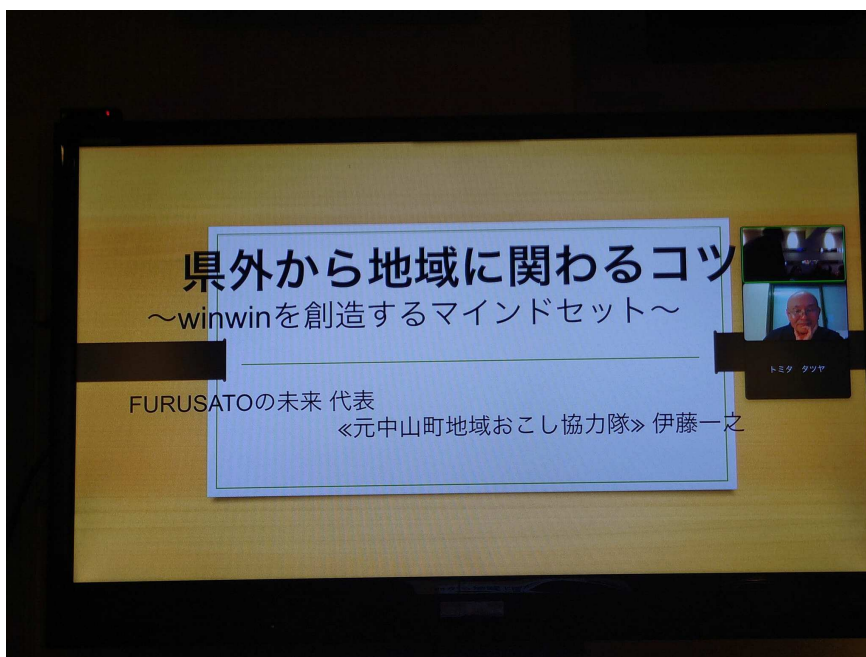 県外から地域に関わるコツ
～winwinを創造するマインドセット～
FURUSATOの未来 代表
≪元中山町地域おこし協力隊≫ 伊藤一之
トミタ タツヤ